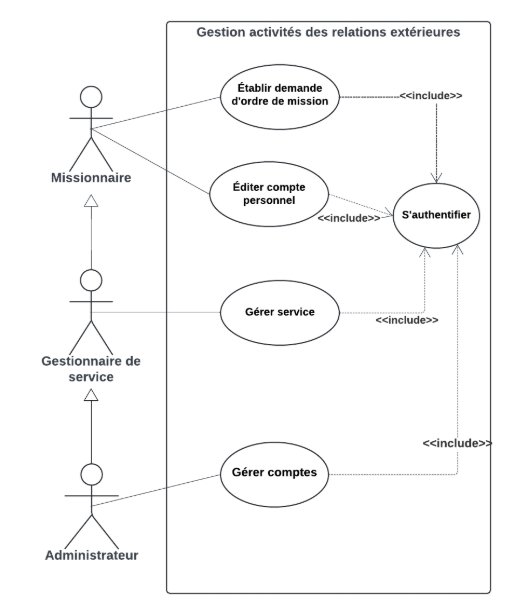 Gestion activités des relations extérieures
Établir demande
d'ordre de mission
<<include>>
Missionnaire
Éditer compte
personnel
<<include>>
S'authentifier
Gérer service
<<include>>
Gestionnaire de
service
<<include>>
Gérer comptes
Administrateur